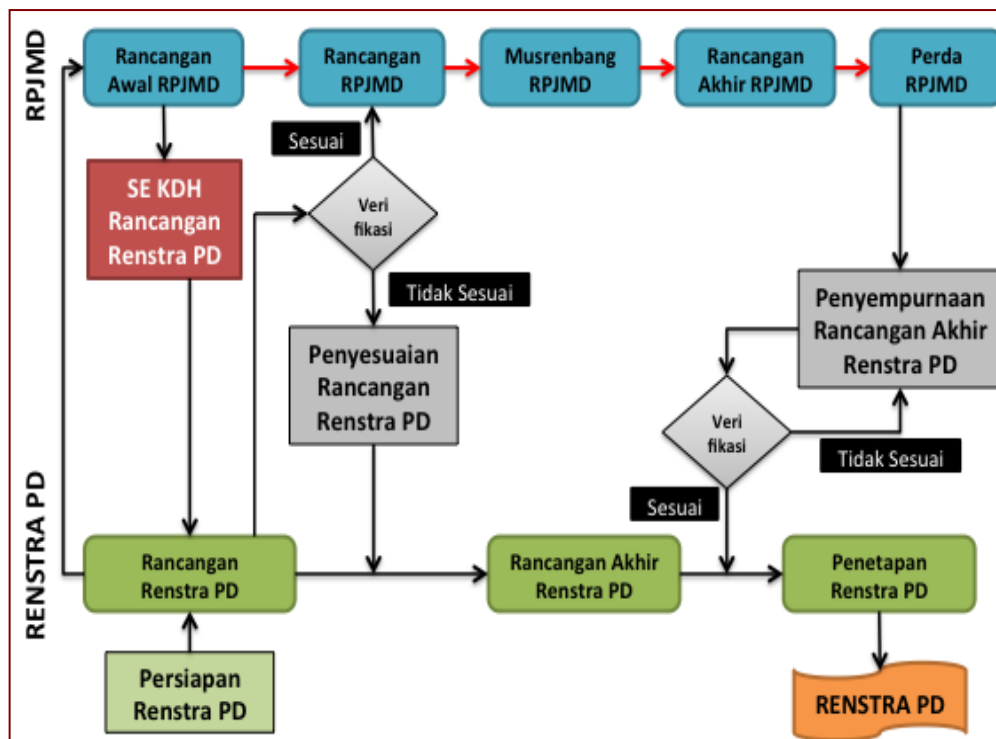 RPJMD
Rancangan
Awal RPJMD
Rancangan
RPJMD
Musrenbang
RPJMD
Rancangan
Akhir RPJMD
Perda
RPJMD
Sesuai
SE KDH
Rancangan
Renstra PD
Veri
fikasi
Tidak Sesuai
Penyesuaian
Rancangan
Renstra PD
Penyempurnaan
Rancangan Akhir
Renstra PD
Veri
fikasi
Tidak Sesuai
Sesuai
RENSTRA PD
Rancangan
Renstra PD
Rancangan Akhir
Renstra PD
Penetapan
Renstra PD
Persiapan
Renstra PD
RENSTRA PD